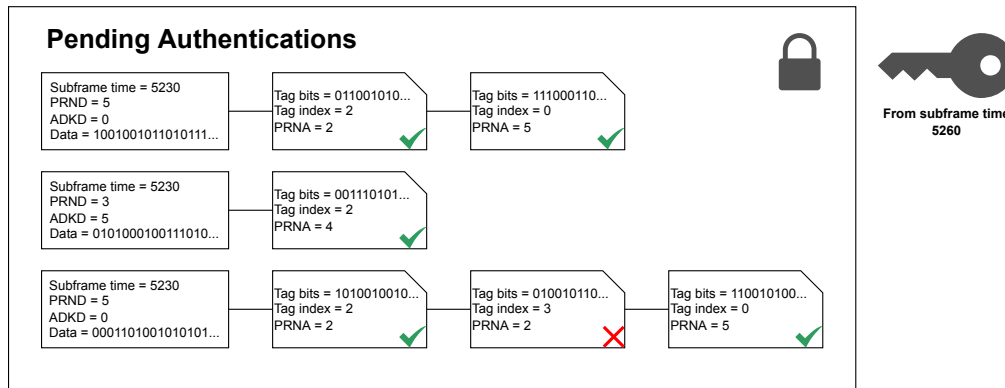 Pending Authentications
Subframe time = 5230
PRND = 5
ADKD = 0
Data = 1001001011010111...
Tag bits = 011001010...
Tag index = 2
PRNA = 2
Tag bits = 111000110...
Tag index = 0
PRNA = 5
Subframe time = 5230
PRND = 3
ADKD = 5
Data = 0101000100111010...
Tag bits = 001110101...
Tag index = 2
PRNA = 4
Subframe time = 5230
PRND = 5
ADKD = 0
Data = 0001101001010101...
Tag bits = 1010010010...
Tag index = 2
PRNA = 2
Tag bits = 010010110...
Tag index = 3
PRNA = 2
Tag bits = 110010100...
Tag index = 0
PRNA = 5
From subframe time
5260